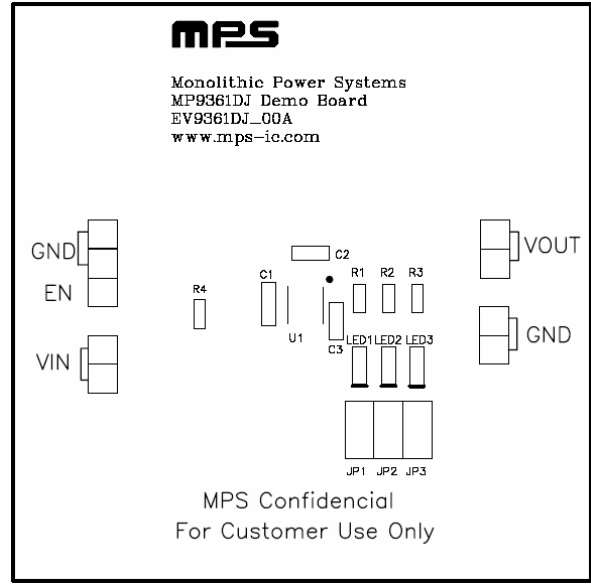 MPS
Monolithic Power Systems
MP9361DJ Demo Board
EV9361DJ_00A
www.mps-ic.com
GND
EN
VIN
R4
C1
C2
U1
C3
R1 R2 R3
LED1 LED2 LED3
JP1 JP2 JP3
VOUT
GND
MPS Confidencial
For Customer Use Only